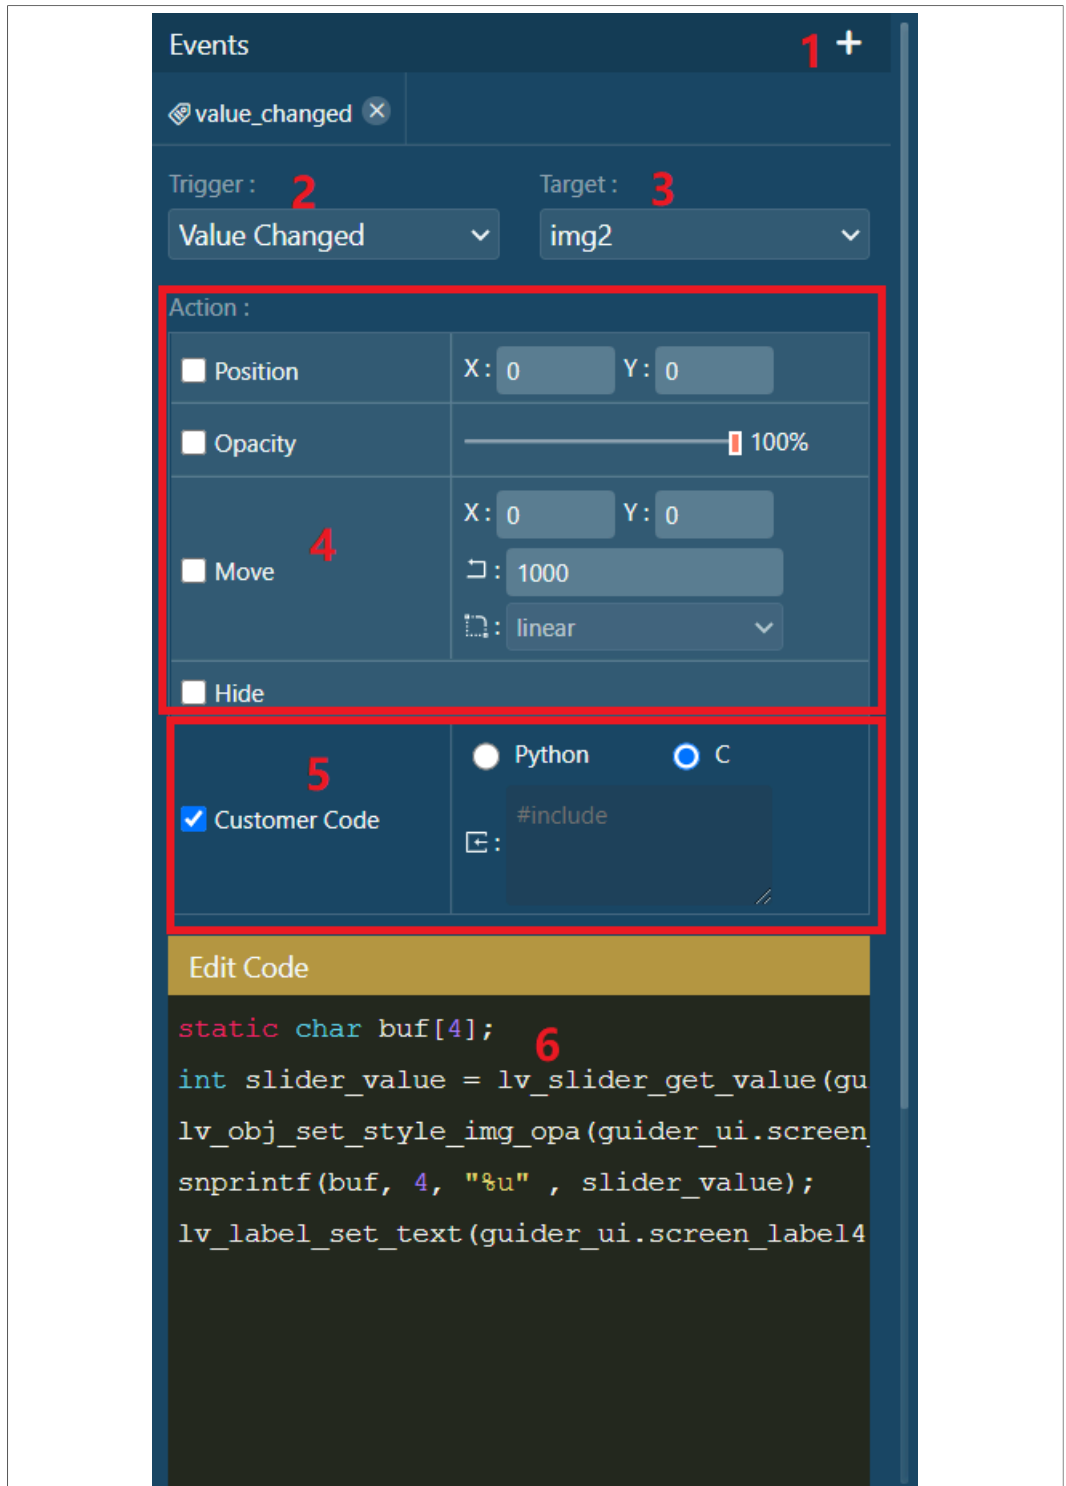 Events 1 +
value_changed
Trigger : 2 Target : 3
Value Changed img2
Action :
Position X : 0 Y : 0
Opacity 100%
X : 0 Y : 0
4
Move : 1000
: linear
Hide
Python C
5
Customer Code #include
:
Edit Code
static char buf[4];
6
int slider_value = lv_slider_get_value(gu
lv_obj_set_style_img_opa(guider_ui.screen_
snprintf(buf, 4, "%u" , slider_value);
lv_label_set_text(guider_ui.screen_label4